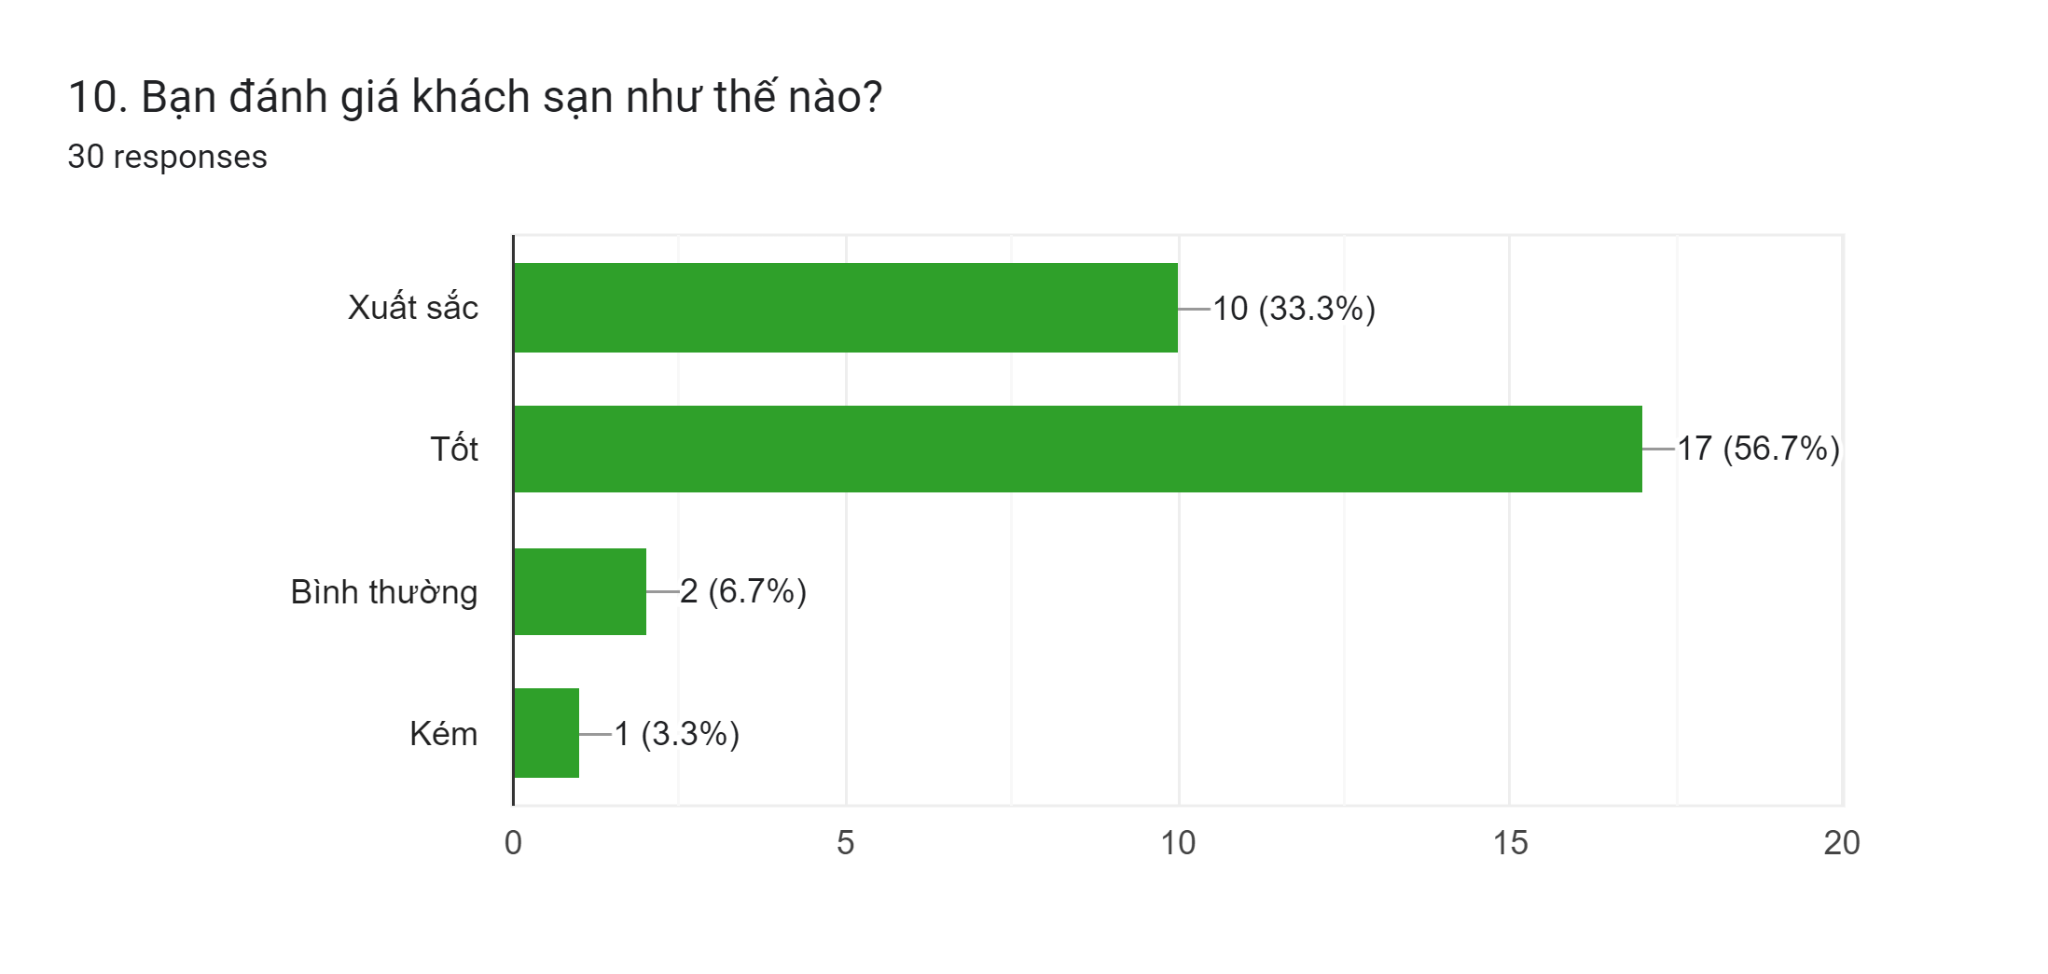 10. Bạn đánh giá khách sạn như thế nào?
30 responses
Xuất sắc
10 (33.3%)
Tốt
17 (56.7%)
Bình thường
2 (6.7%)
Kém
1 (3.3%)
0 5 10 15 20